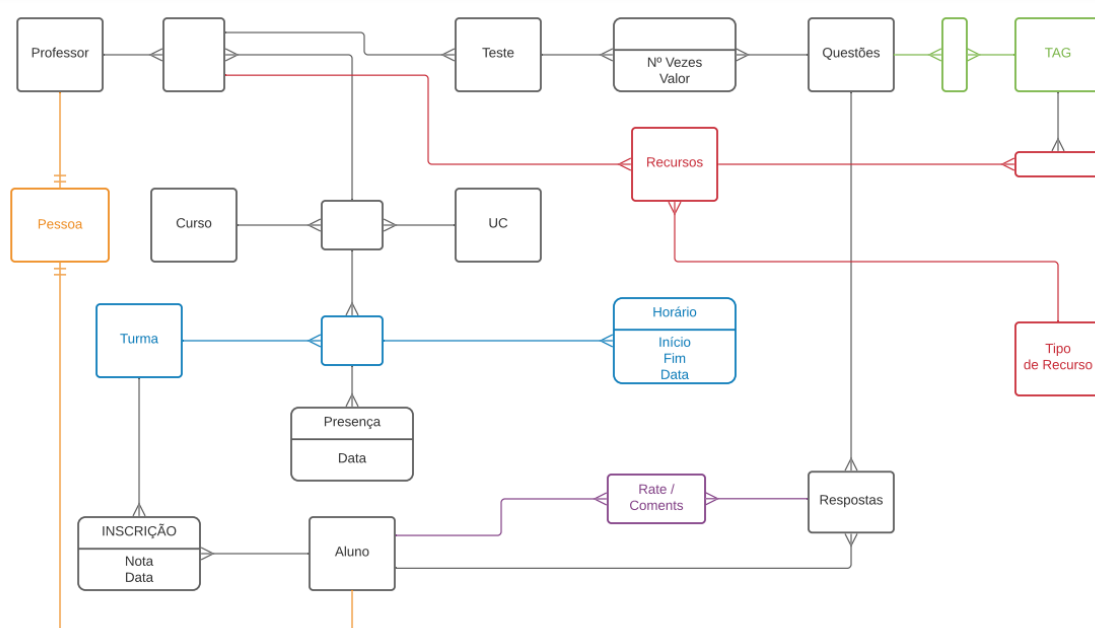 Professor
Teste
Nº Vezes
Valor
Questões
TAG
Recursos
Pessoa
Curso
UC
Turma
Horário
Início
Fim
Data
Tipo
de Recurso
Presença
Data
Rate /
Coments
Respostas
INSCRIÇÃO
Nota
Data
Aluno